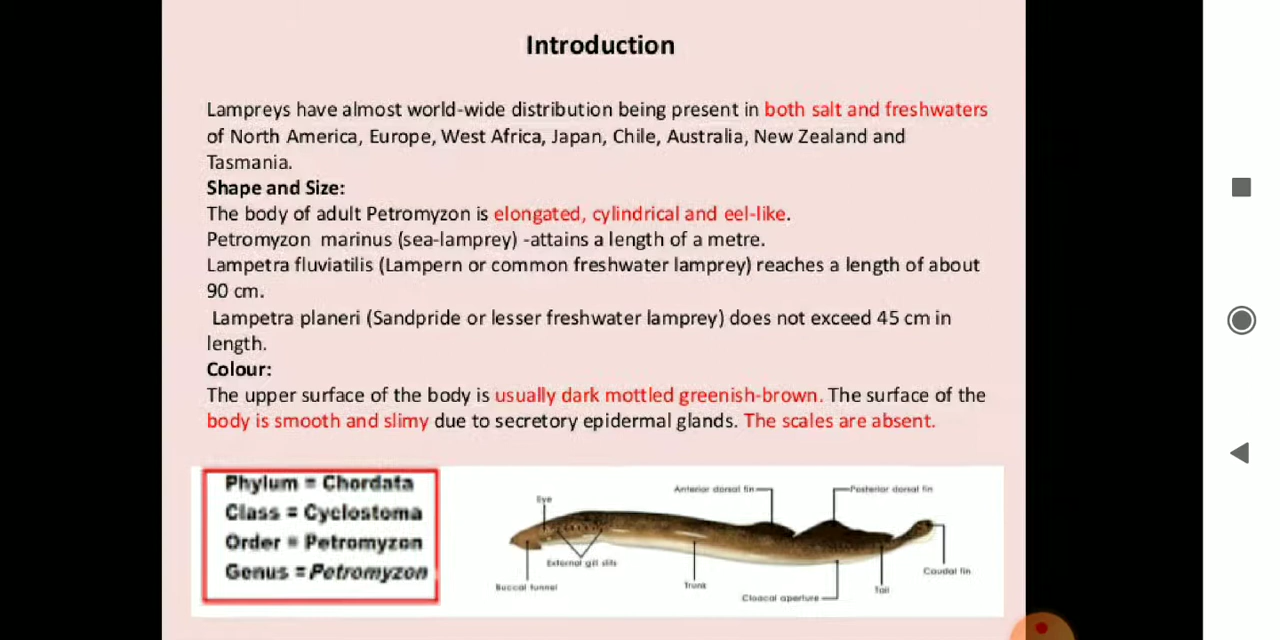 Introduction
Lampreys have almost world-wide distribution being present in both salt and freshwaters
of North America, Europe, West Africa, Japan, Chile, Australia, New Zealand and
Tasmania.
Shape and Size:
The body of adult Petromyzon is elongated, cylindrical and eel-like.
Petromyzon marinus (sea-lamprey) -attains a length of a metre.
Lampetra fluviatilis (Lampern or common freshwater lamprey) reaches a length of about
90 cm.
Lampetra planeri (Sandpride or lesser freshwater lamprey) does not exceed 45 cm in
length.
Colour:
The upper surface of the body is usually dark mottled greenish-brown. The surface of the
body is smooth and slimy due to secretory epidermal glands. The scales are absent.
Phylum = Chordata
Class = Cyclostoma
Order = Petromyzon
Genus = Petromyzon
Anterior dorsal fin
Posterior dorsal fin
Eye
External gill slits
Buccal funnel
Trunk
Cloacal aperture
Tail
Caudal fin